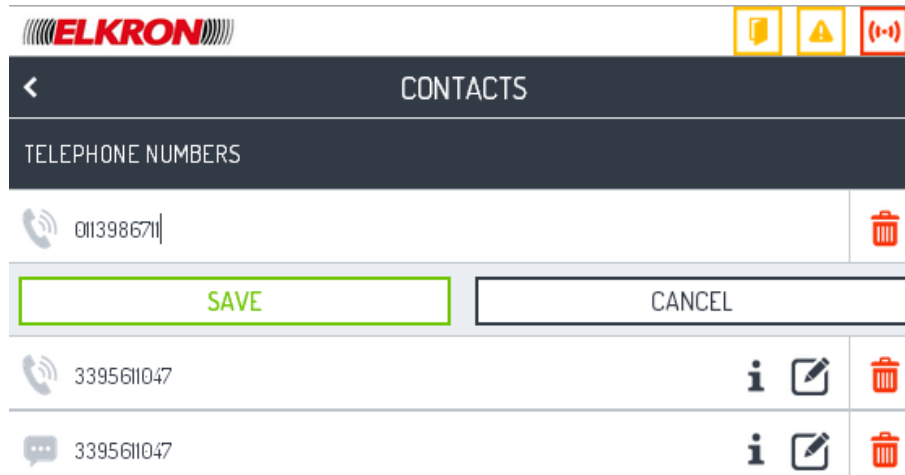 ELKRON
CONTACTS
TELEPHONE NUMBERS
0113986711
SAVE CANCEL
3395611047
3395611047